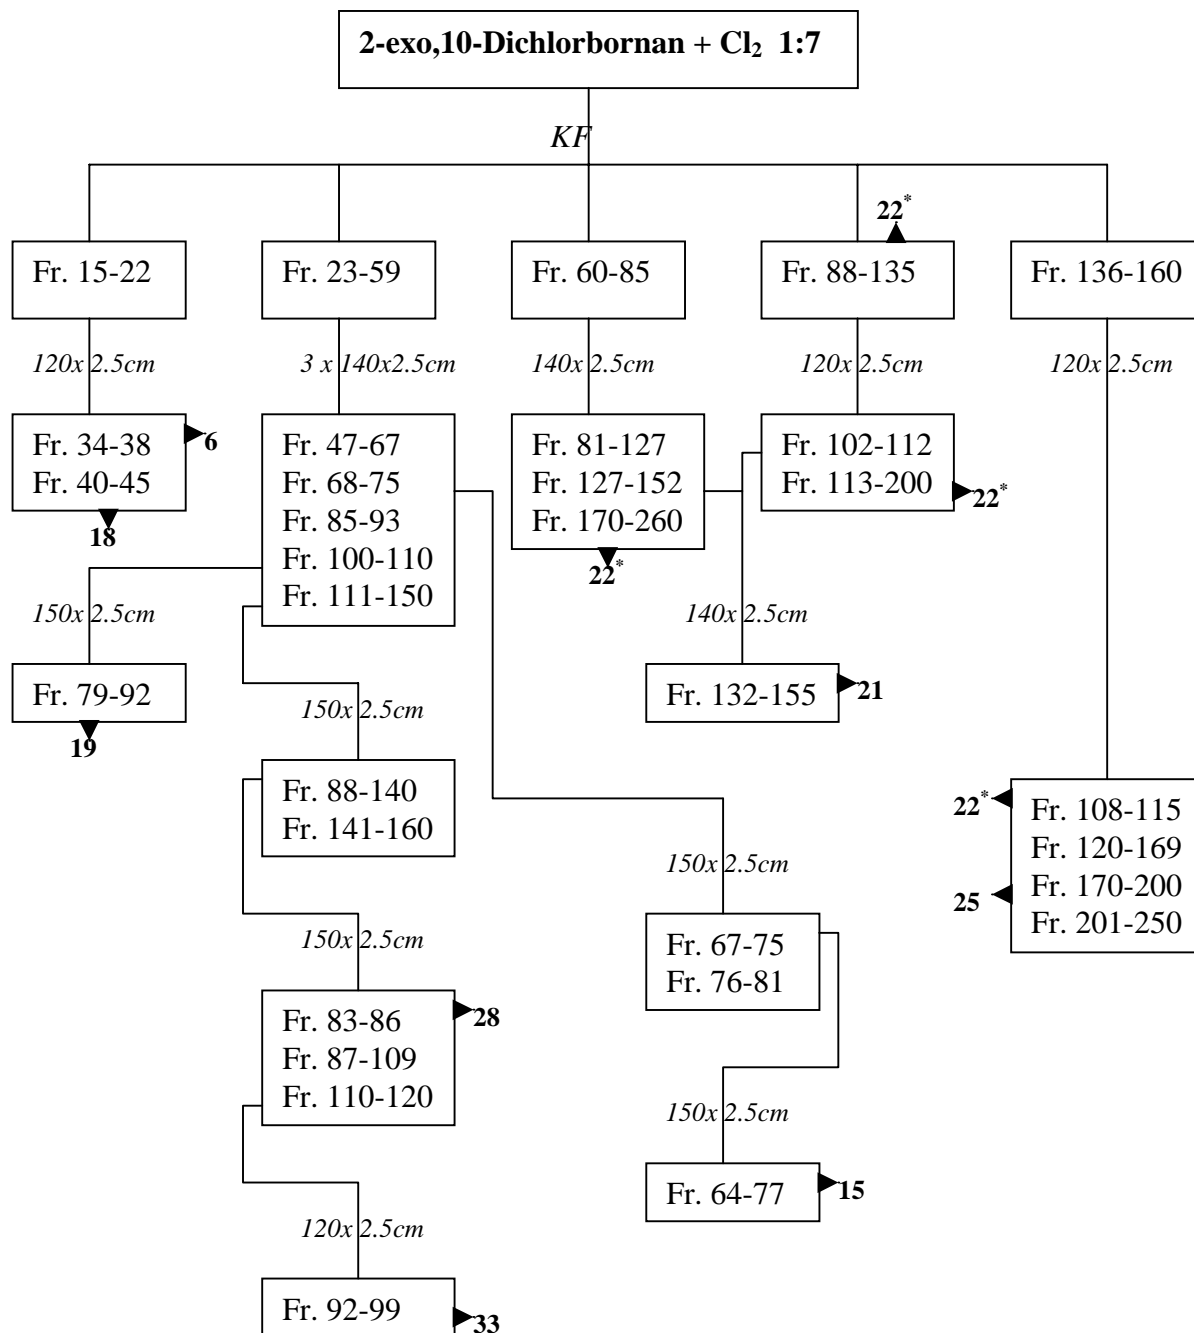 2-exo,10-Dichlorbornan + Cl₂ 1:7
KF
22*
Fr. 15-22
Fr. 23-59
Fr. 60-85
Fr. 88-135
Fr. 136-160
120x 2.5cm
3 x 140x2.5cm
140x 2.5cm
120x 2.5cm
120x 2.5cm
Fr. 34-38
Fr. 40-45
6
18
Fr. 47-67
Fr. 68-75
Fr. 85-93
Fr. 100-110
Fr. 111-150
Fr. 81-127
Fr. 127-152
Fr. 170-260
22*
Fr. 102-112
Fr. 113-200
22*
150x 2.5cm
140x 2.5cm
Fr. 79-92
19
Fr. 132-155
21
150x 2.5cm
Fr. 88-140
Fr. 141-160
22*
25
Fr. 108-115
Fr. 120-169
Fr. 170-200
Fr. 201-250
150x 2.5cm
Fr. 67-75
Fr. 76-81
150x 2.5cm
Fr. 83-86
Fr. 87-109
Fr. 110-120
28
150x 2.5cm
Fr. 64-77
15
120x 2.5cm
Fr. 92-99
33